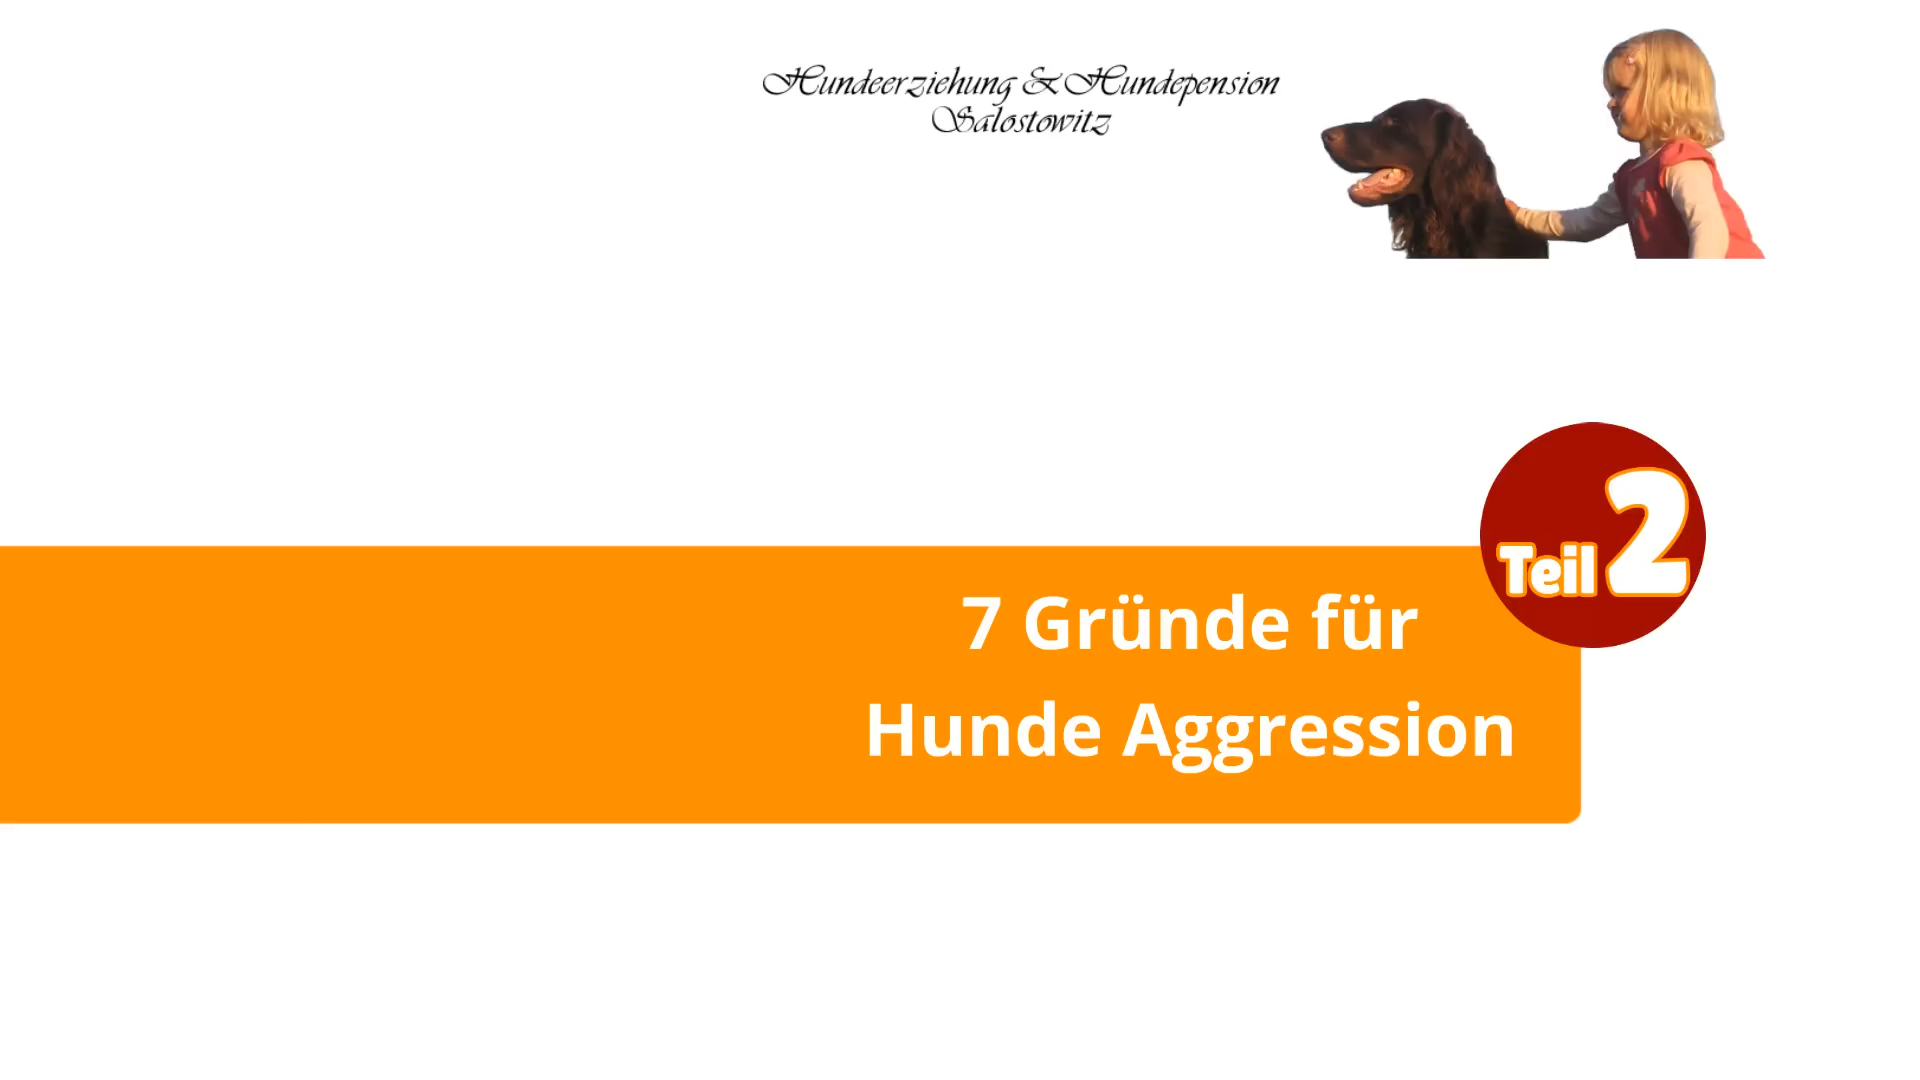 Hundeerziehung & Hundepension
Salostowitz
Teil 2
7 Gründe für
Hunde Aggression